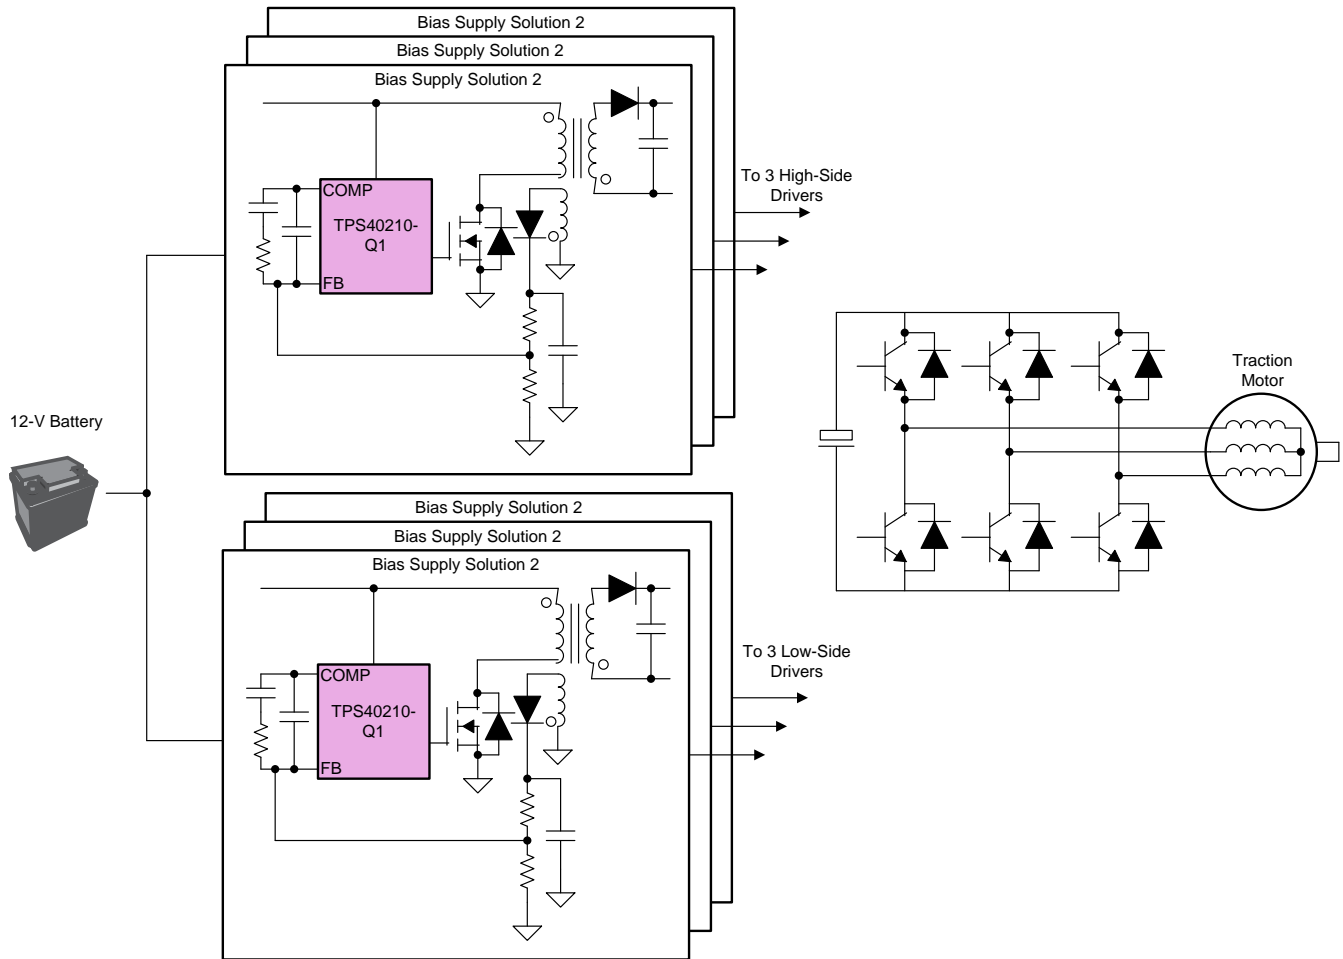 Bias Supply Solution 2
Bias Supply Solution 2
Bias Supply Solution 2
COMP
TPS40210-
Q1
FB
To 3 High-Side
Drivers
12-V Battery
Traction
Motor
Bias Supply Solution 2
Bias Supply Solution 2
Bias Supply Solution 2
COMP
TPS40210-
Q1
FB
To 3 Low-Side
Drivers